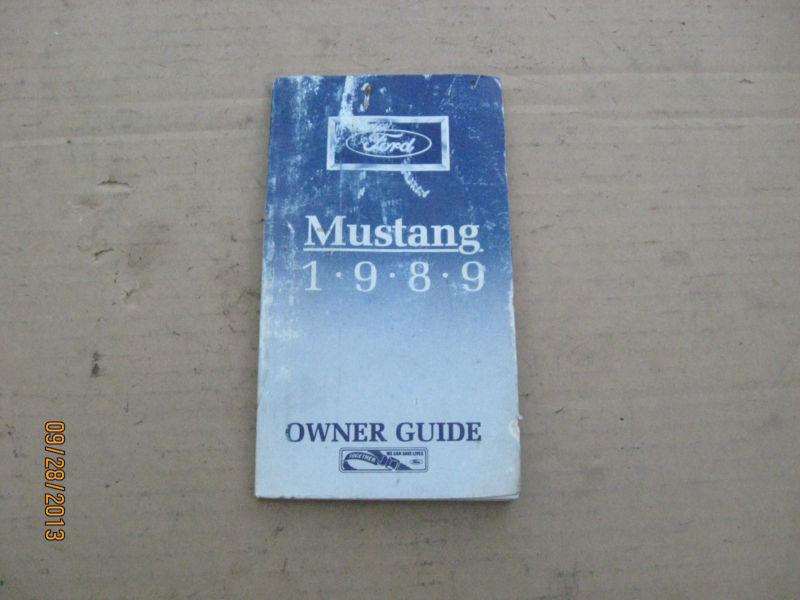 Ford
Mustang
1·9·8·9
OWNER GUIDE
TOGETHER
WE CAN SAVE LIVES
09/28/2013